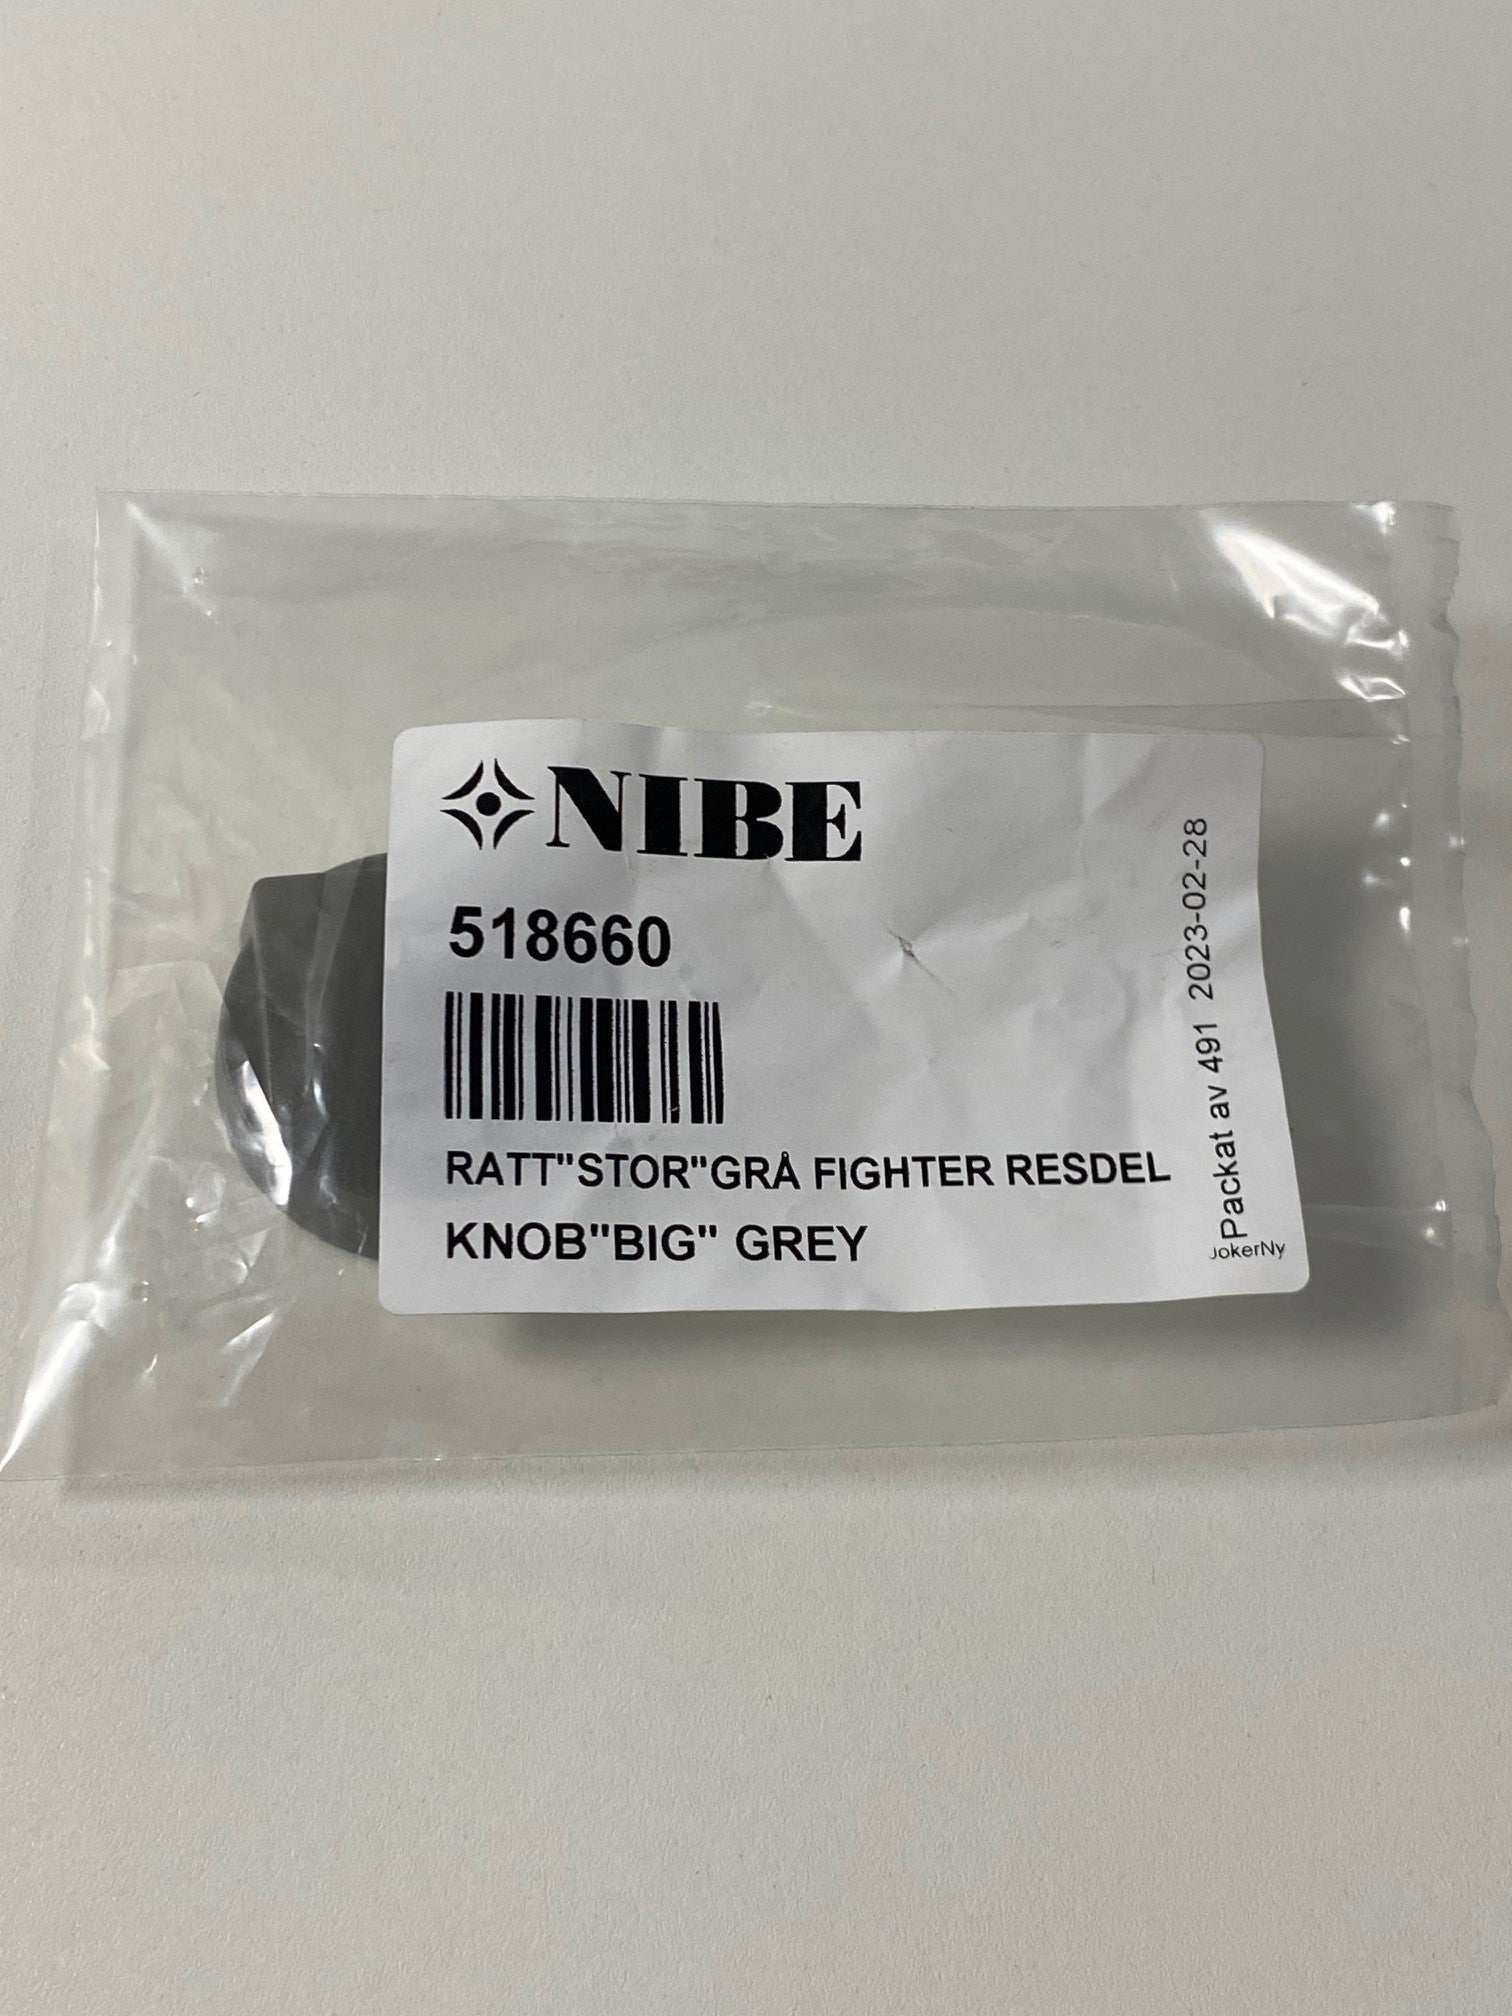 NIBE
518660
RATT"STOR"GRÅ FIGHTER RESDEL
KNOB"BIG" GREY
Packat av 491 2023-02-28
JokerNy